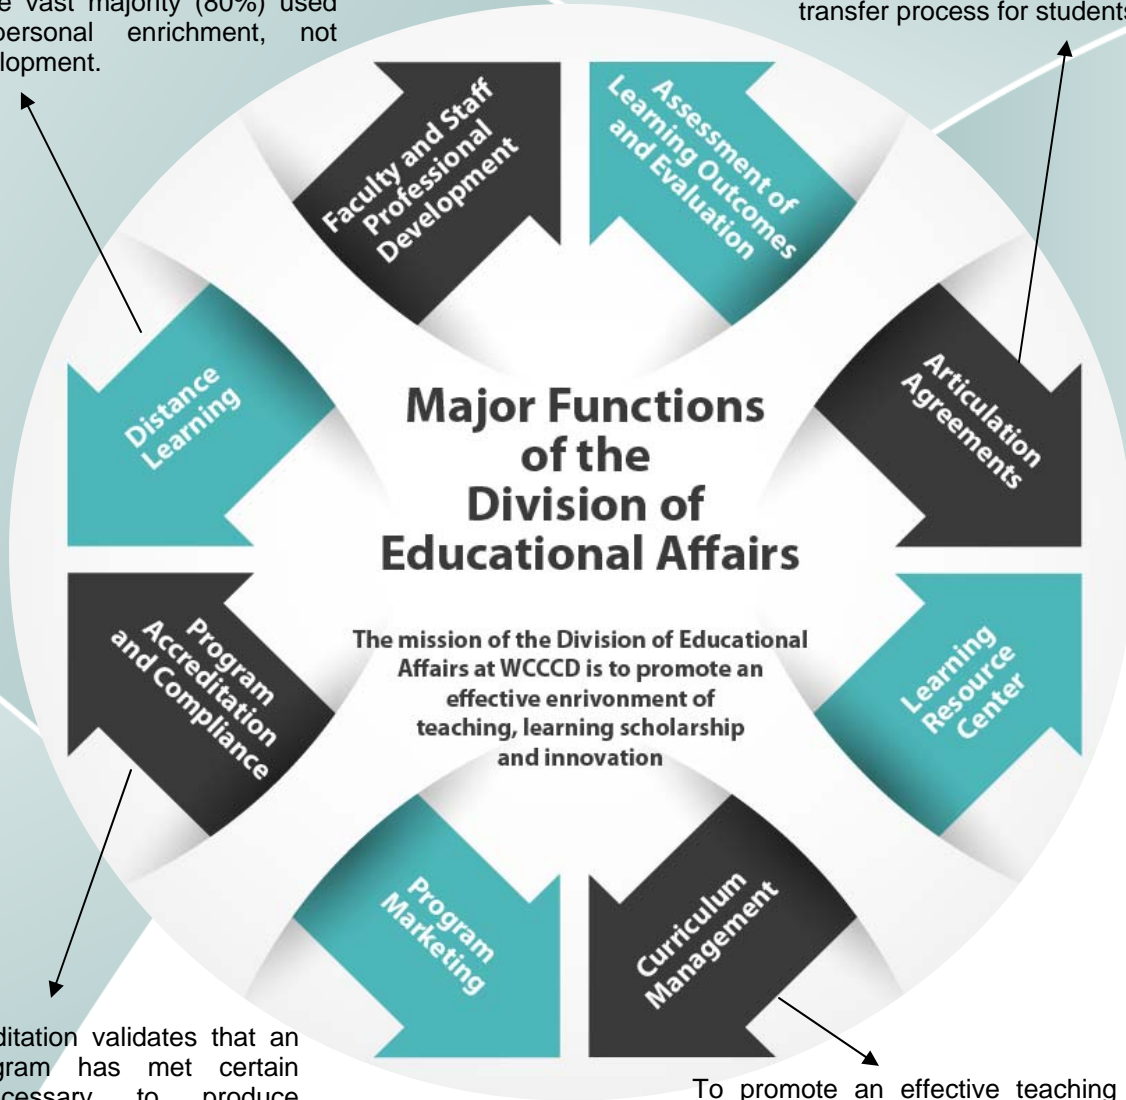 vast majority (80%) used
personal enrichment, not
transfer process for students
Faculty and Staff
Professional
Development
Assessment of
Learning Outcomes
and Evaluation
Distance
Learning
Articulation
Agreements
Major Functions
of the
Division of
Educational Affairs
The mission of the Division of Educational
Affairs at WCCCD is to promote an
effective enrivonment of
teaching, learning scholarship
and innovation
Program
Accreditation
and Compliance
Learning
Resource
Center
Program
Marketing
Curriculum
Management
validates that an
has met certain
to produce
To promote an effective teaching